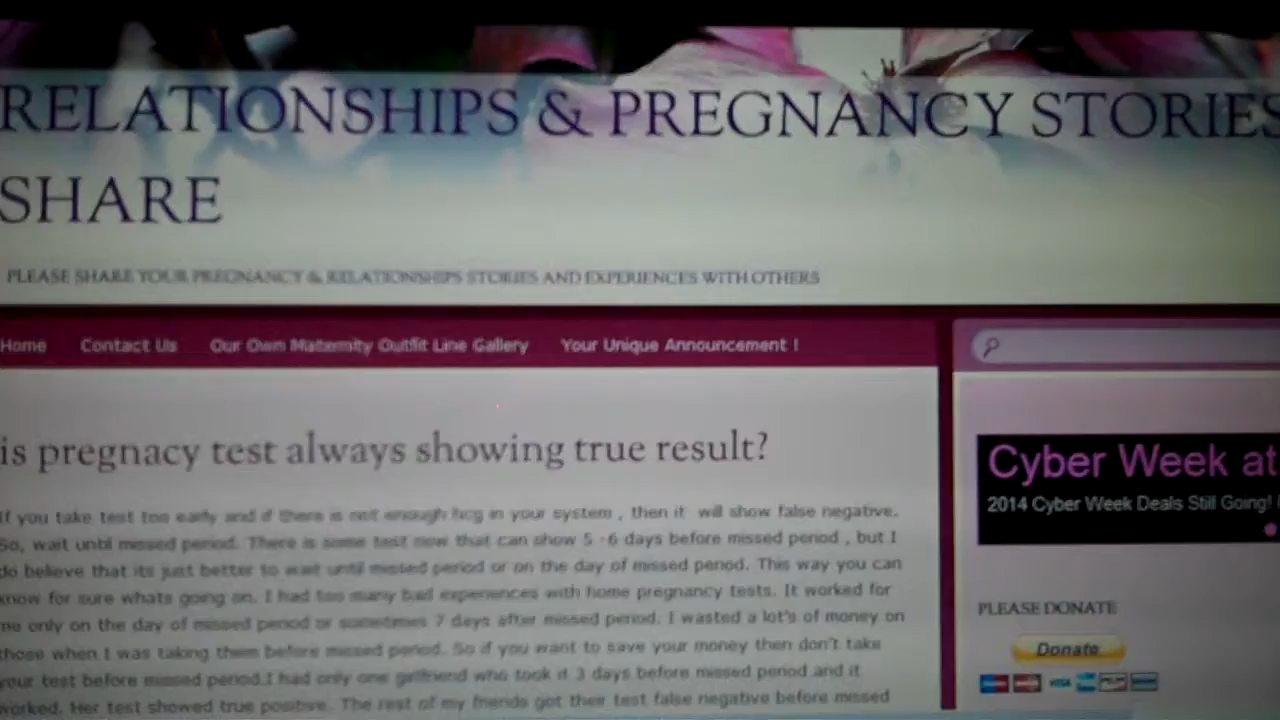 RELATIONSHIPS & PREGNANCY STORIES
SHARE
PLEASE SHARE YOUR PREGNANCY & RELATIONSHIPS STORIES AND EXPERIENCES WITH OTHERS
Home Contact Us Our Own Maternity Outfit Line Gallery Your Unique Announcement !
is pregnacy test always showing true result?
If you take test too early and if there is not enough hcg in your system , then it will show false negative.
So, wait until missed period. There is some test now that can show 5 -6 days before missed period , but I
do believe that its just better to wait until missed period or on the day of missed period. This way you can
know for sure whats going on. I had too many bad experiences with home pregnancy tests. It worked for
me only on the day of missed period or sometimes 7 days after missed period. I wasted a lot's of money on
those when I was taking them before missed period. So if you want to save your money then don't take
your test before missed period.I had only one girlfriend who took it 3 days before missed period and it
worked. Her test showed true positive. The rest of my friends got their test false negative before missed
Cyber Week at
2014 Cyber Week Deals Still Going!
PLEASE DONATE
Donate
VISA